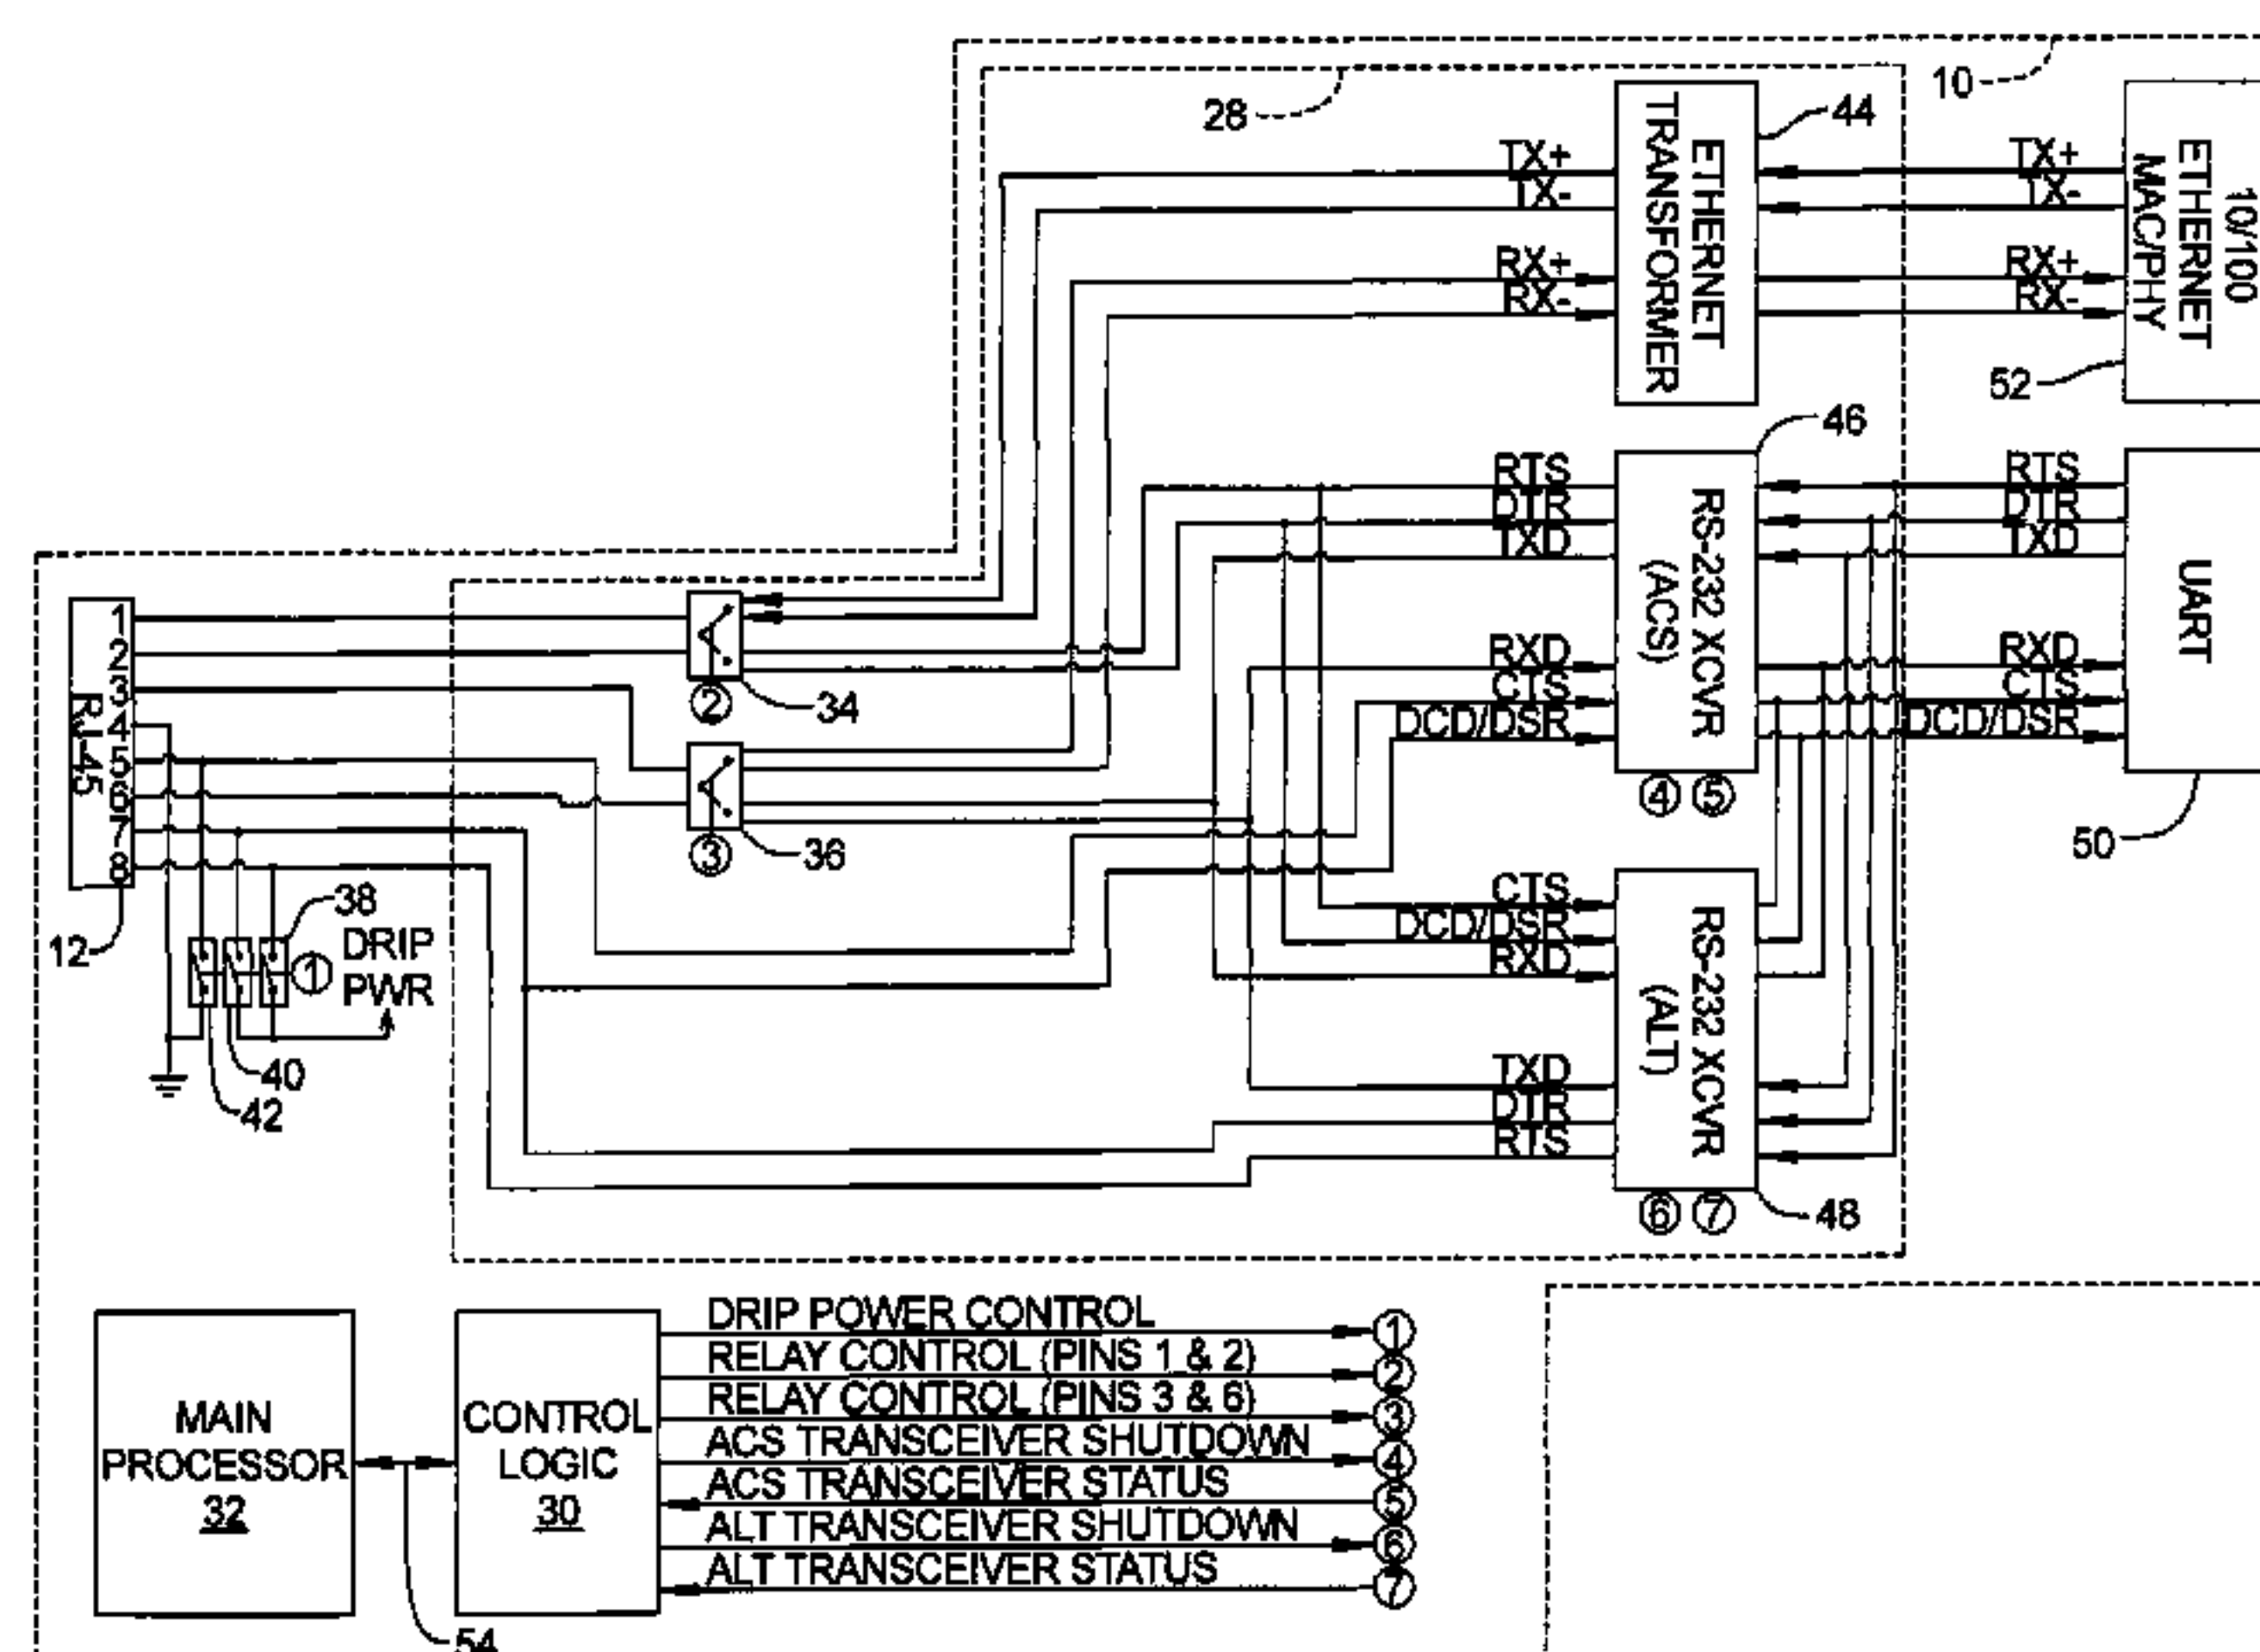 10
28
44
TX+
TX-
RX+
RX-
ETHERNET
TRANSFORMER
TX+
TX-
RX+
RX-
10/100
ETHERNET
MAC/PHY
52
46
RTS
DTR
TXD
RXD
CTS
DCD/DSR
RS-232 XCVR
(ACS)
④ ⑤
RTS
DTR
TXD
RXD
CTS
DCD/DSR
UART
50
1
2
3
4
5
6
7
8
RJ-45
12
② 34
③ 36
38
① DRIP
PWR
40
42
CTS
DCD/DSR
RXD
TXD
DTR
RTS
RS-232 XCVR
(ALT)
⑥ ⑦
48
MAIN
PROCESSOR
32
CONTROL
LOGIC
30
54
DRIP POWER CONTROL ①
RELAY CONTROL (PINS 1 & 2) ②
RELAY CONTROL (PINS 3 & 6) ③
ACS TRANSCEIVER SHUTDOWN ④
ACS TRANSCEIVER STATUS ⑤
ALT TRANSCEIVER SHUTDOWN ⑥
ALT TRANSCEIVER STATUS ⑦